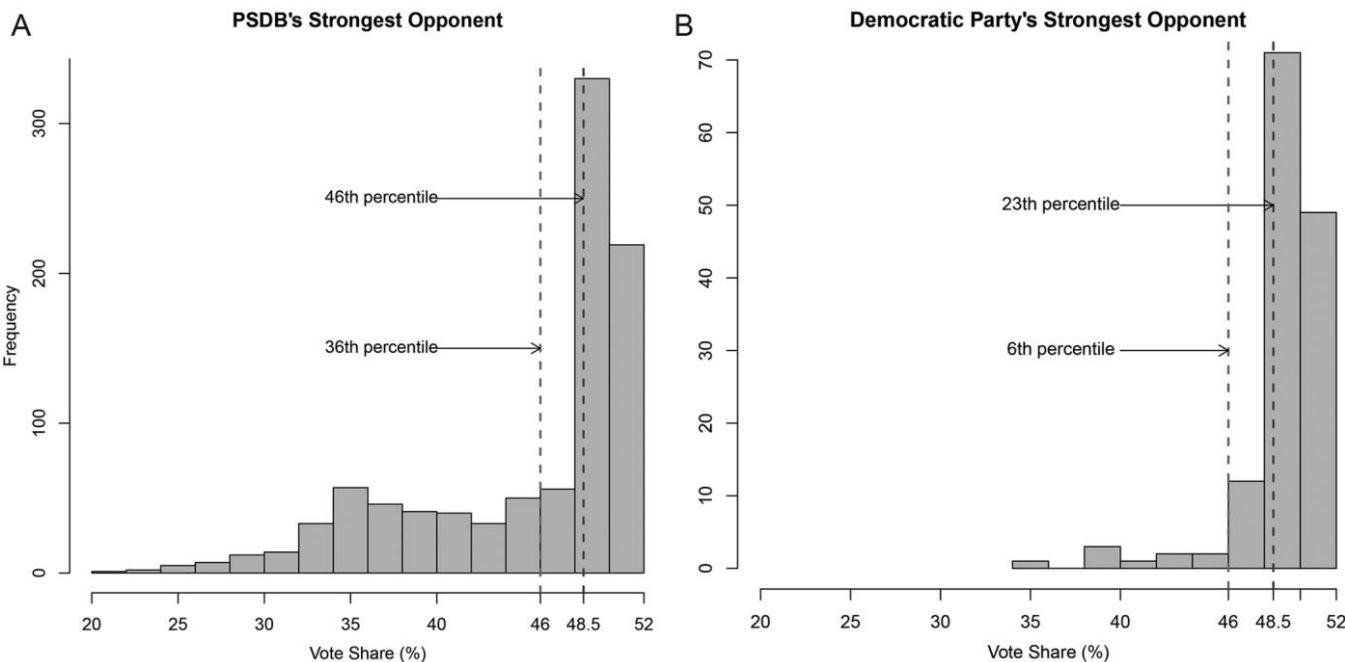 A
PSDB's Strongest Opponent
Frequency
300
200
100
0
46th percentile
36th percentile
20 25 30 35 40 46 48.5 52
Vote Share (%)
B
Democratic Party's Strongest Opponent
70
60
50
40
30
20
10
0
23th percentile
6th percentile
20 25 30 35 40 46 48.5 52
Vote Share (%)